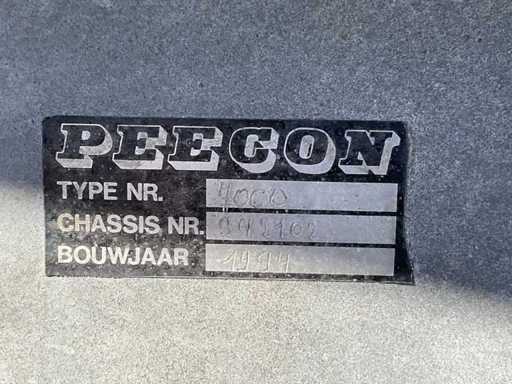 PEECON
TYPE NR. 4000
CHASSIS NR.
BOUWJAAR 1994